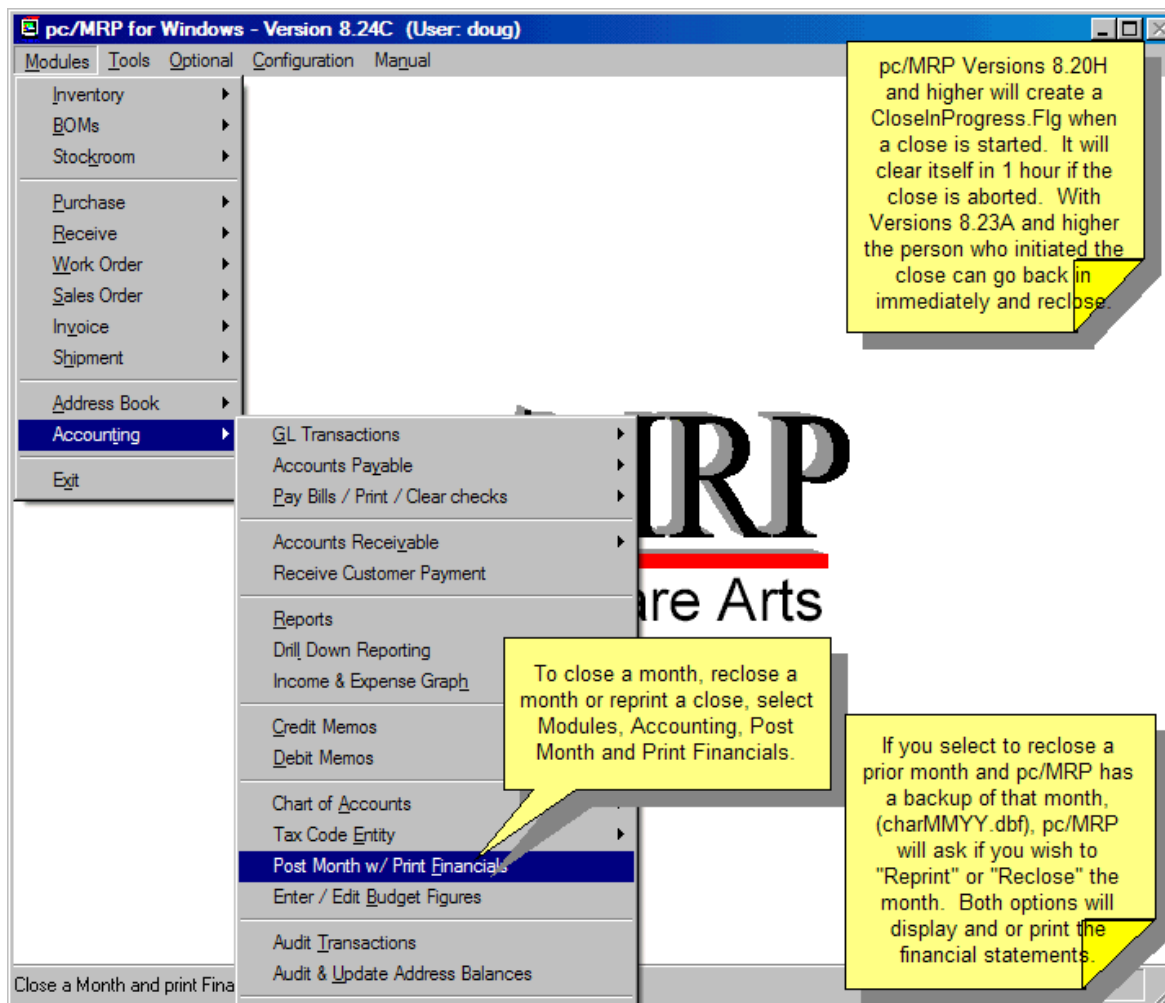 pc/MRP for Windows - Version 8.24C (User: doug)
Modules Tools Optional Configuration Manual
Inventory
BOMs
Stockroom
Purchase
Receive
Work Order
Sales Order
Invoice
Shipment
Address Book
Accounting
Exit
GL Transactions
Accounts Payable
Pay Bills / Print / Clear checks
Accounts Receivable
Receive Customer Payment
Reports
Drill Down Reporting
Income & Expense Graph
Credit Memos
Debit Memos
Chart of Accounts
Tax Code Entity
Post Month w/ Print Financials
Enter / Edit Budget Figures
Audit Transactions
Audit & Update Address Balances
MRP
are Arts
pc/MRP Versions 8.20H
and higher will create a
CloseInProgress.Flg when
a close is started. It will
clear itself in 1 hour if the
close is aborted. With
Versions 8.23A and higher
the person who initiated the
close can go back in
immediately and reclose.
To close a month, reclose a
month or reprint a close, select
Modules, Accounting, Post
Month and Print Financials.
If you select to reclose a
prior month and pc/MRP has
a backup of that month,
(charMMYY.dbf), pc/MRP
will ask if you wish to
"Reprint" or "Reclose" the
month. Both options will
display and or print the
financial statements.
Close a Month and print Fina